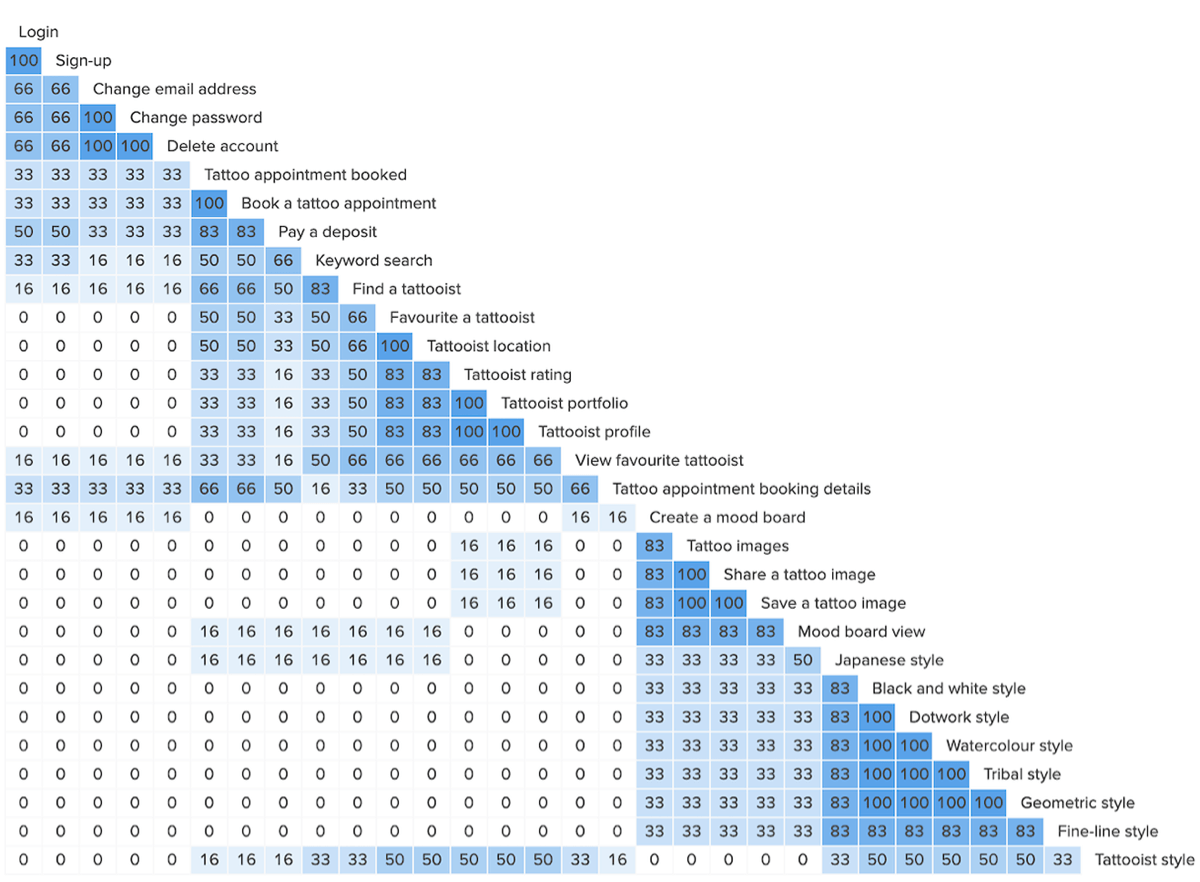 Login
100 Sign-up
66 66 Change email address
66 66 100 Change password
66 66 100 100 Delete account
33 33 33 33 33 Tattoo appointment booked
33 33 33 33 33 100 Book a tattoo appointment
50 50 33 33 33 83 83 Pay a deposit
33 33 16 16 16 50 50 66 Keyword search
16 16 16 16 16 66 66 50 83 Find a tattooist
0 0 0 0 0 50 50 33 50 66 Favourite a tattooist
0 0 0 0 0 50 50 33 50 66 100 Tattooist location
0 0 0 0 0 33 33 16 33 50 83 83 Tattooist rating
0 0 0 0 0 33 33 16 33 50 83 83 100 Tattooist portfolio
0 0 0 0 0 33 33 16 33 50 83 83 100 100 Tattooist profile
16 16 16 16 16 33 33 16 50 66 66 66 66 66 66 View favourite tattooist
33 33 33 33 33 66 66 50 16 33 50 50 50 50 50 66 Tattoo appointment booking details
16 16 16 16 16 0 0 0 0 0 0 0 0 0 0 16 16 Create a mood board
0 0 0 0 0 0 0 0 0 0 0 0 16 16 16 0 0 83 Tattoo images
0 0 0 0 0 0 0 0 0 0 0 0 16 16 16 0 0 83 100 Share a tattoo image
0 0 0 0 0 0 0 0 0 0 0 0 16 16 16 0 0 83 100 100 Save a tattoo image
0 0 0 0 0 16 16 16 16 16 16 16 0 0 0 0 0 83 83 83 83 Mood board view
0 0 0 0 0 16 16 16 16 16 16 16 0 0 0 0 0 33 33 33 33 50 Japanese style
0 0 0 0 0 0 0 0 0 0 0 0 0 0 0 0 0 33 33 33 33 33 83 Black and white style
0 0 0 0 0 0 0 0 0 0 0 0 0 0 0 0 0 33 33 33 33 33 83 100 Dotwork style
0 0 0 0 0 0 0 0 0 0 0 0 0 0 0 0 0 33 33 33 33 33 83 100 100 Watercolour style
0 0 0 0 0 0 0 0 0 0 0 0 0 0 0 0 0 33 33 33 33 33 83 100 100 100 Tribal style
0 0 0 0 0 0 0 0 0 0 0 0 0 0 0 0 0 33 33 33 33 33 83 100 100 100 100 Geometric style
0 0 0 0 0 0 0 0 0 0 0 0 0 0 0 0 0 33 33 33 33 33 83 83 83 83 83 83 Fine-line style
0 0 0 0 0 16 16 16 33 33 50 50 50 50 50 33 16 0 0 0 0 0 33 50 50 50 50 50 33 Tattooist style